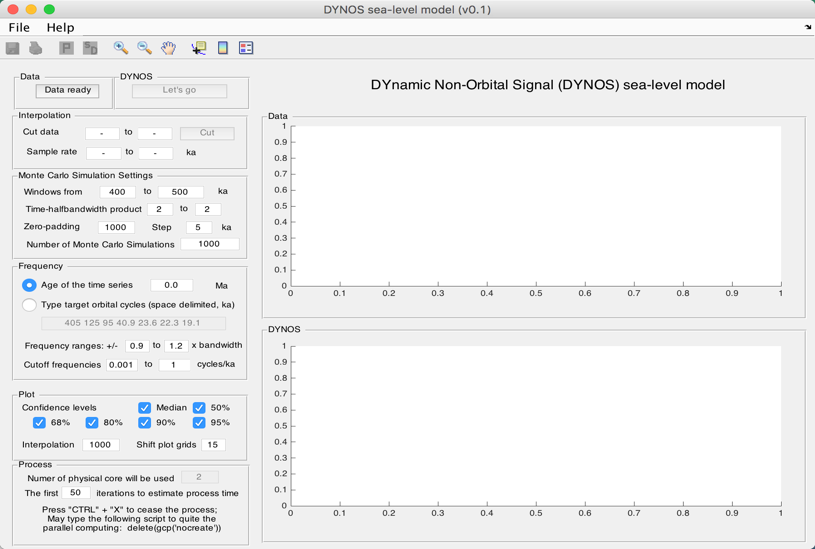 DYNOS sea-level model (v0.1)
File Help
DYnamic Non-Orbital Signal (DYNOS) sea-level model
Data
Data ready
DYNOS
Let's go
Interpolation
Cut data - to - Cut
Sample rate - to - ka
Monte Carlo Simulation Settings
Windows from 400 to 500 ka
Time-halfbandwidth product 2 to 2
Zero-padding 1000 Step 5 ka
Number of Monte Carlo Simulations 1000
Frequency
Age of the time series 0.0 Ma
Type target orbital cycles (space delimited, ka)
405 125 95 40.9 23.6 22.3 19.1
Frequency ranges: +/- 0.9 to 1.2 x bandwidth
Cutoff frequencies 0.001 to 1 cycles/ka
Plot
Confidence levels Median 50%
68% 80% 90% 95%
Interpolation 1000 Shift plot grids 15
Process
Numer of physical core will be used 2
The first 50 iterations to estimate process time
Press "CTRL" + "X" to cease the process;
May type the following script to quite the
parallel computing: delete(gcp('nocreate'))
Data
1
0.9
0.8
0.7
0.6
0.5
0.4
0.3
0.2
0.1
0
0 0.1 0.2 0.3 0.4 0.5 0.6 0.7 0.8 0.9 1
DYNOS
1
0.9
0.8
0.7
0.6
0.5
0.4
0.3
0.2
0.1
0
0 0.1 0.2 0.3 0.4 0.5 0.6 0.7 0.8 0.9 1